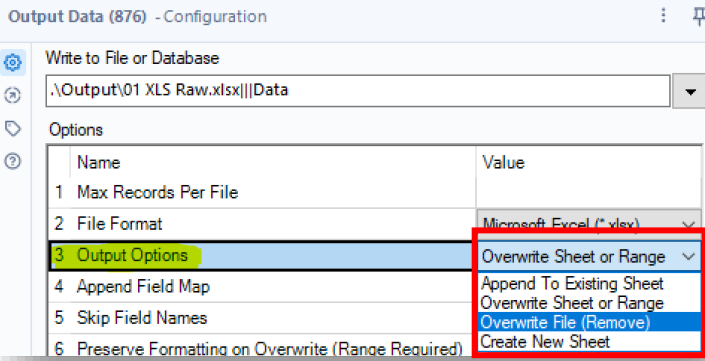 Output Data (876) - Configuration
Write to File or Database
.\Output\01 XLS Raw.xlsx|||Data
Options
Name Value
1 Max Records Per File
2 File Format Microsoft Excel (*.xlsx)
3 Output Options Overwrite Sheet or Range
4 Append Field Map Append To Existing Sheet
Overwrite Sheet or Range
5 Skip Field Names Overwrite File (Remove)
Create New Sheet
6 Preserve Formatting on Overwrite (Range Required)